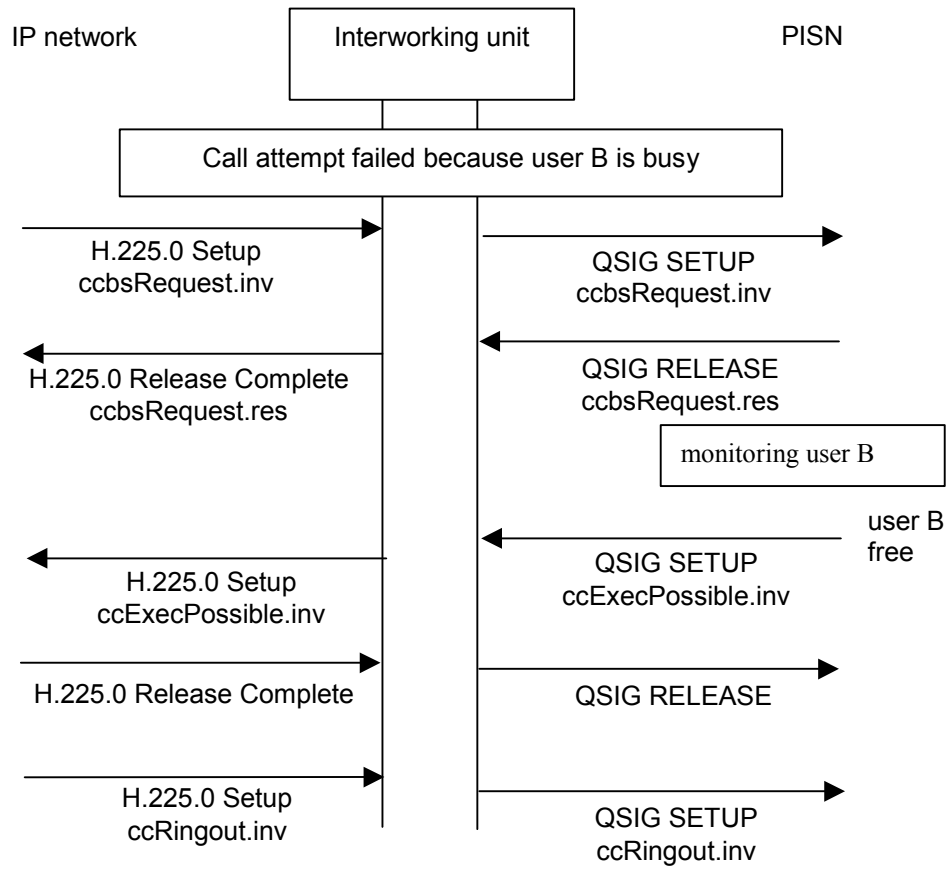 IP network
Interworking unit
PISN
Call attempt failed because user B is busy
H.225.0 Setup
ccbsRequest.inv
QSIG SETUP
ccbsRequest.inv
H.225.0 Release Complete
ccbsRequest.res
QSIG RELEASE
ccbsRequest.res
monitoring user B
user B
free
H.225.0 Setup
ccExecPossible.inv
QSIG SETUP
ccExecPossible.inv
H.225.0 Release Complete
QSIG RELEASE
H.225.0 Setup
ccRingout.inv
QSIG SETUP
ccRingout.inv